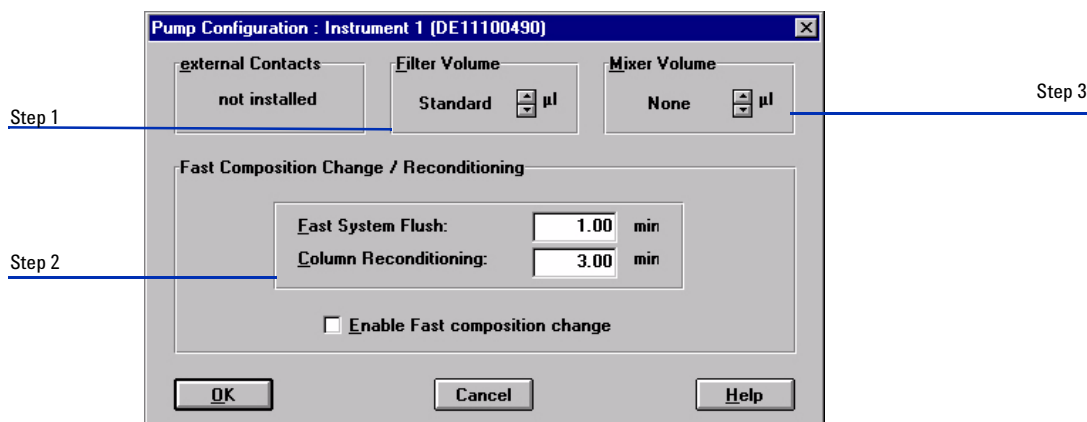 Pump Configuration : Instrument 1 (DE11100490)
external Contacts
not installed
Filter Volume
Standard µl
Mixer Volume
None µl
Step 3
Step 1
Fast Composition Change / Reconditioning
Fast System Flush: 1.00 min
Column Reconditioning: 3.00 min
Step 2
Enable Fast composition change
OK Cancel Help